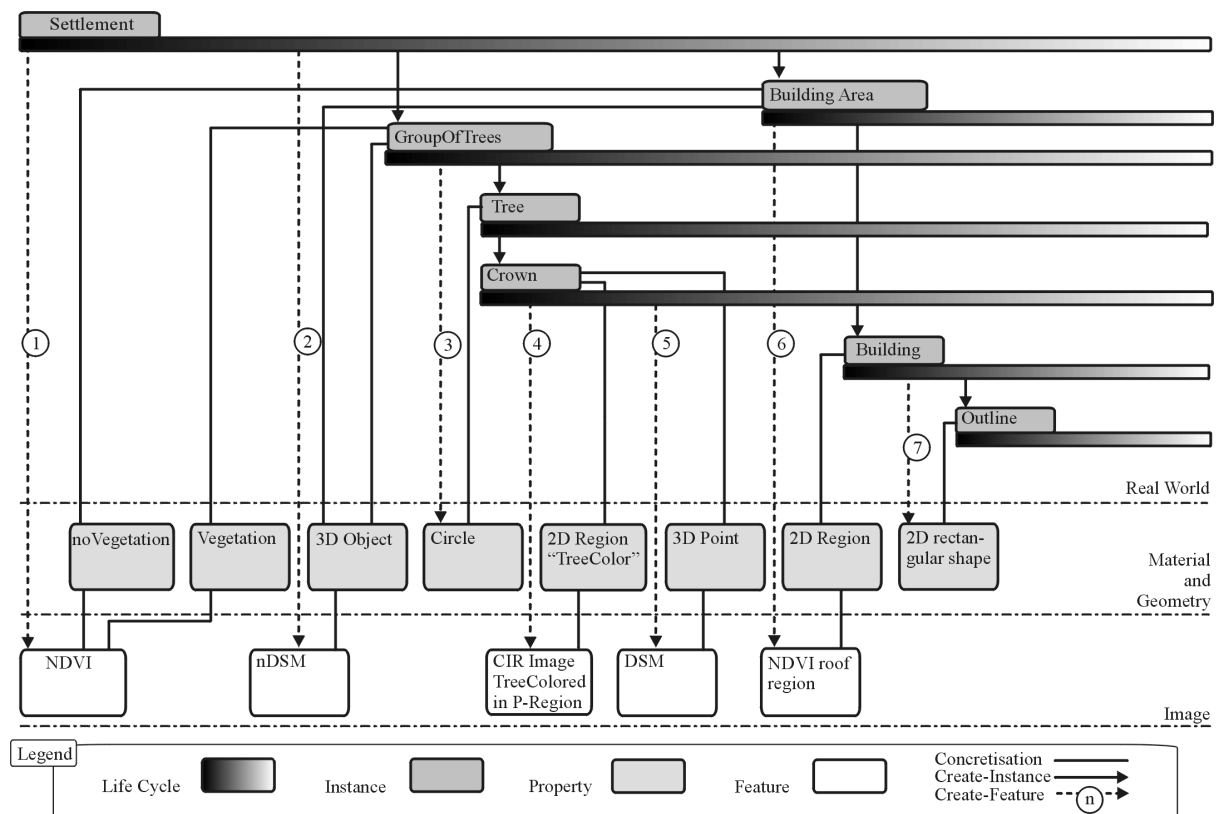 Settlement
Building Area
GroupOfTrees
Tree
Crown
1
2
3
4
5
6
Building
Outline
7
Real World
noVegetation
Vegetation
3D Object
Circle
2D Region
“TreeColor”
3D Point
2D Region
2D rectan-
gular shape
Material
and
Geometry
NDVI
nDSM
CIR Image
TreeColored
in P-Region
DSM
NDVI roof
region
Image
Legend
Life Cycle
Instance
Property
Feature
Concretisation
Create-Instance
Create-Feature
n